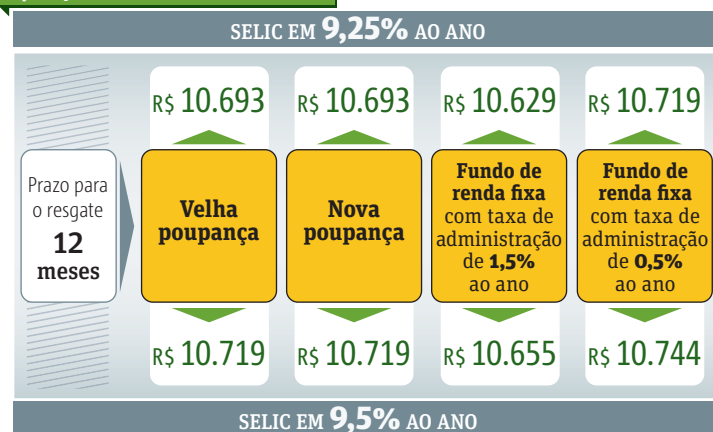 SELIC EM 9,25% AO ANO
R$ 10.693
R$ 10.693
R$ 10.629
R$ 10.719
Prazo para
o resgate
12
meses
Velha
poupança
Nova
poupança
Fundo de
renda fixa
com taxa de
administração
de 1,5%
ao ano
Fundo de
renda fixa
com taxa de
administração
de 0,5%
ao ano
R$ 10.719
R$ 10.719
R$ 10.655
R$ 10.744
SELIC EM 9,5% AO ANO